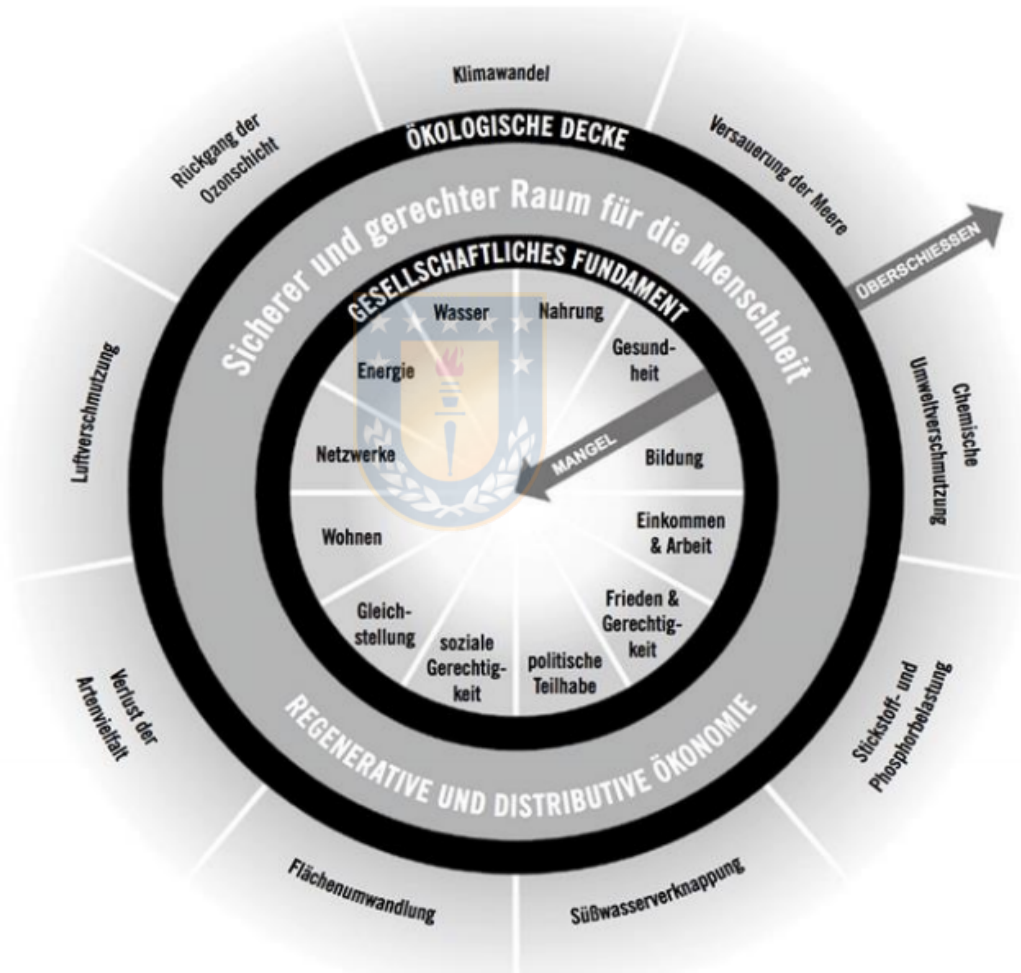 Klimawandel
ÖKOLOGISCHE DECKE
Rückgang der
Ozonschicht
Versauerung der Meere
Sicherer und gerechter Raum für die Menschheit
ÜBERSCHIESSEN
GESELLSCHAFTLICHES FUNDAMENT
Wasser
Nahrung
Gesund-
heit
Energie
MANGEL
Bildung
Netzwerke
Luftverschmutzung
Chemische
Umweltverschmutzung
Wohnen
Einkommen
& Arbeit
Gleich-
stellung
Frieden &
Gerechtig-
keit
soziale
Gerechtig-
keit
politische
Teilhabe
Verlust der
Artenvielfalt
Stickstoff- und
Phosphorbelastung
REGENERATIVE UND DISTRIBUTIVE ÖKONOMIE
Flächenumwandlung
Süßwasserverknappung